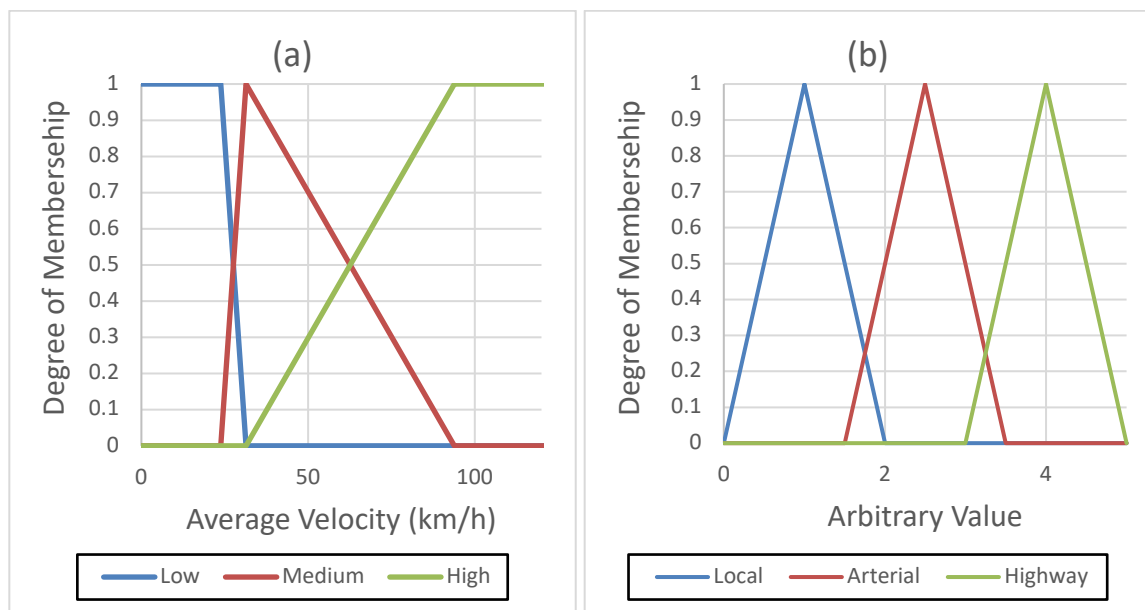 (a)
Degree of Membersehip
1
0.9
0.8
0.7
0.6
0.5
0.4
0.3
0.2
0.1
0
0 50 100
Average Velocity (km/h)
Low Medium High
(b)
Degree of Membersehip
1
0.9
0.8
0.7
0.6
0.5
0.4
0.3
0.2
0.1
0
0 2 4
Arbitrary Value
Local Arterial Highway